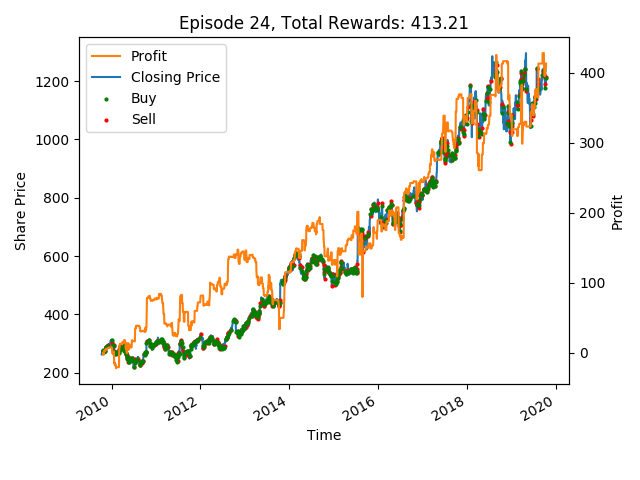 Episode 24, Total Rewards: 413.21
Profit
Closing Price
Buy
Sell
1200
1000
800
600
400
200
Share Price
400
300
200
100
0
Profit
2010
2012
2014
2016
2018
2020
Time